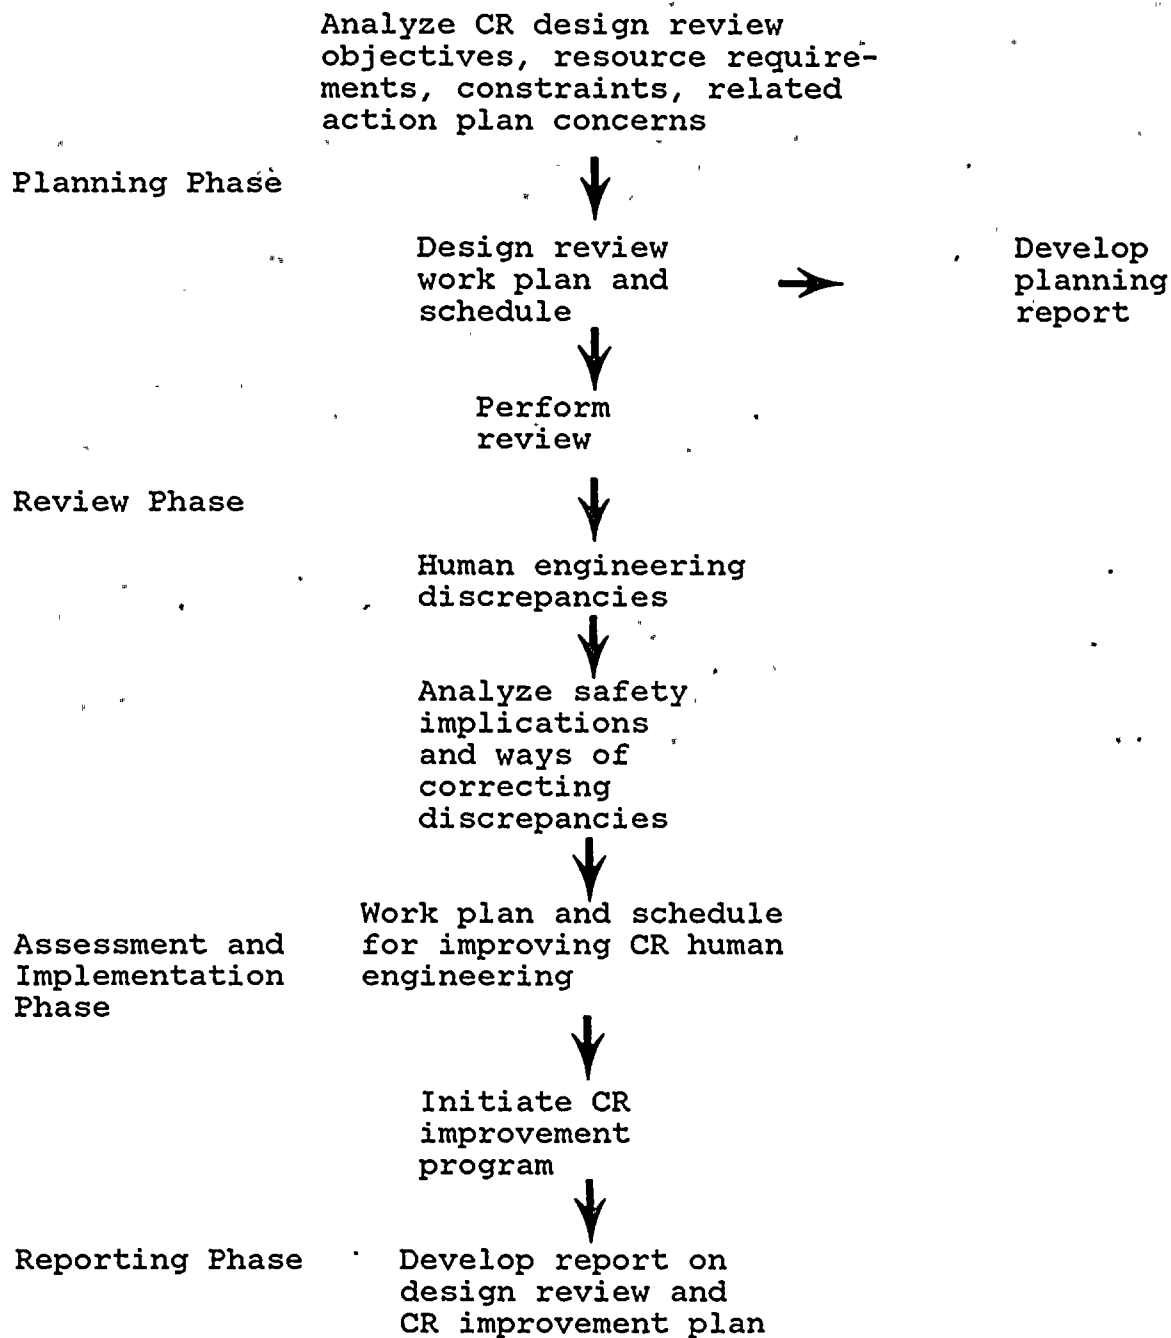 Analyze CR design review
objectives, resource require-
ments, constraints, related
action plan concerns
Planning Phase
Design review
work plan and
schedule
Develop
planning
report
Perform
review
Review Phase
Human engineering
discrepancies
Analyze safety
implications
and ways of
correcting
discrepancies
Work plan and schedule
for improving CR human
engineering
Assessment and
Implementation
Phase
Initiate CR
improvement
program
Reporting Phase
Develop report on
design review and
CR improvement plan